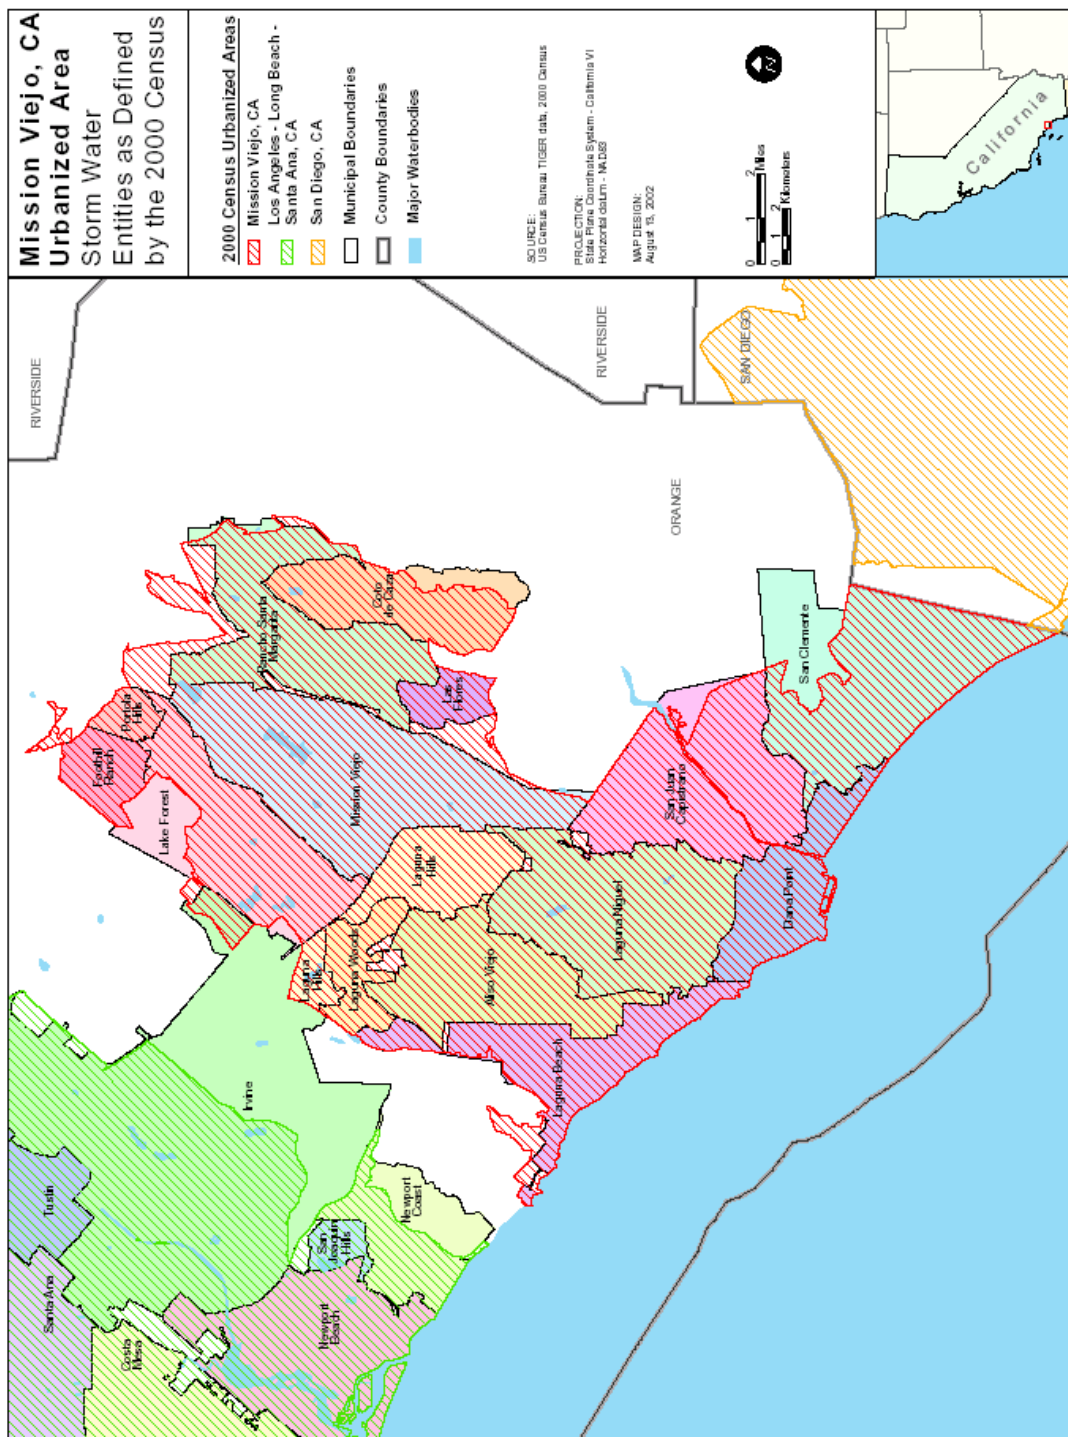 Mission Viejo, CA
Urbanized Area
Storm Water
Entities as Defined
by the 2000 Census
2000 Census Urbanized Areas
Mission Viejo, CA
Los Angeles - Long Beach -
Santa Ana, CA
San Diego, CA
Municipal Boundaries
County Boundaries
Major Waterbodies
SOURCE:
US Census Bureau TIGER data, 2000 Census
PROJECTION:
State Plane Coordinate System - California VI
Horizontal datum - NAD83
MAP DESIGN:
August 13, 2002
N
0 1 2
Miles
0 1 2
Kilometers
California
RIVERSIDE
RIVERSIDE
SAN DIEGO
ORANGE
Rancho Santa
Margarita
Coto
de Caza
Portola
Hills
Foothill
Ranch
Las
Flores
San Clemente
Lake Forest
Mission Viejo
San Juan
Capistrano
Laguna
Hills
Laguna Niguel
Dana Point
Laguna
Hills
Laguna Woods
Aliso Viejo
Laguna Beach
Irvine
Tustin
Newport
Coast
San
Joaquin
Hills
Santa Ana
Costa
Mesa
Newport
Beach